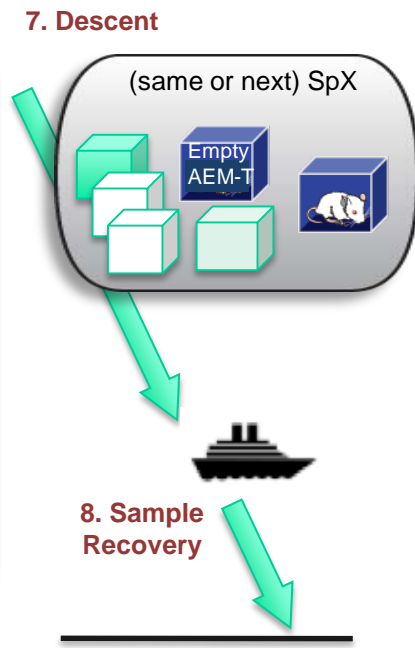 7. Descent
(same or next) SpX
Empty
AEM-T
8. Sample
Recovery